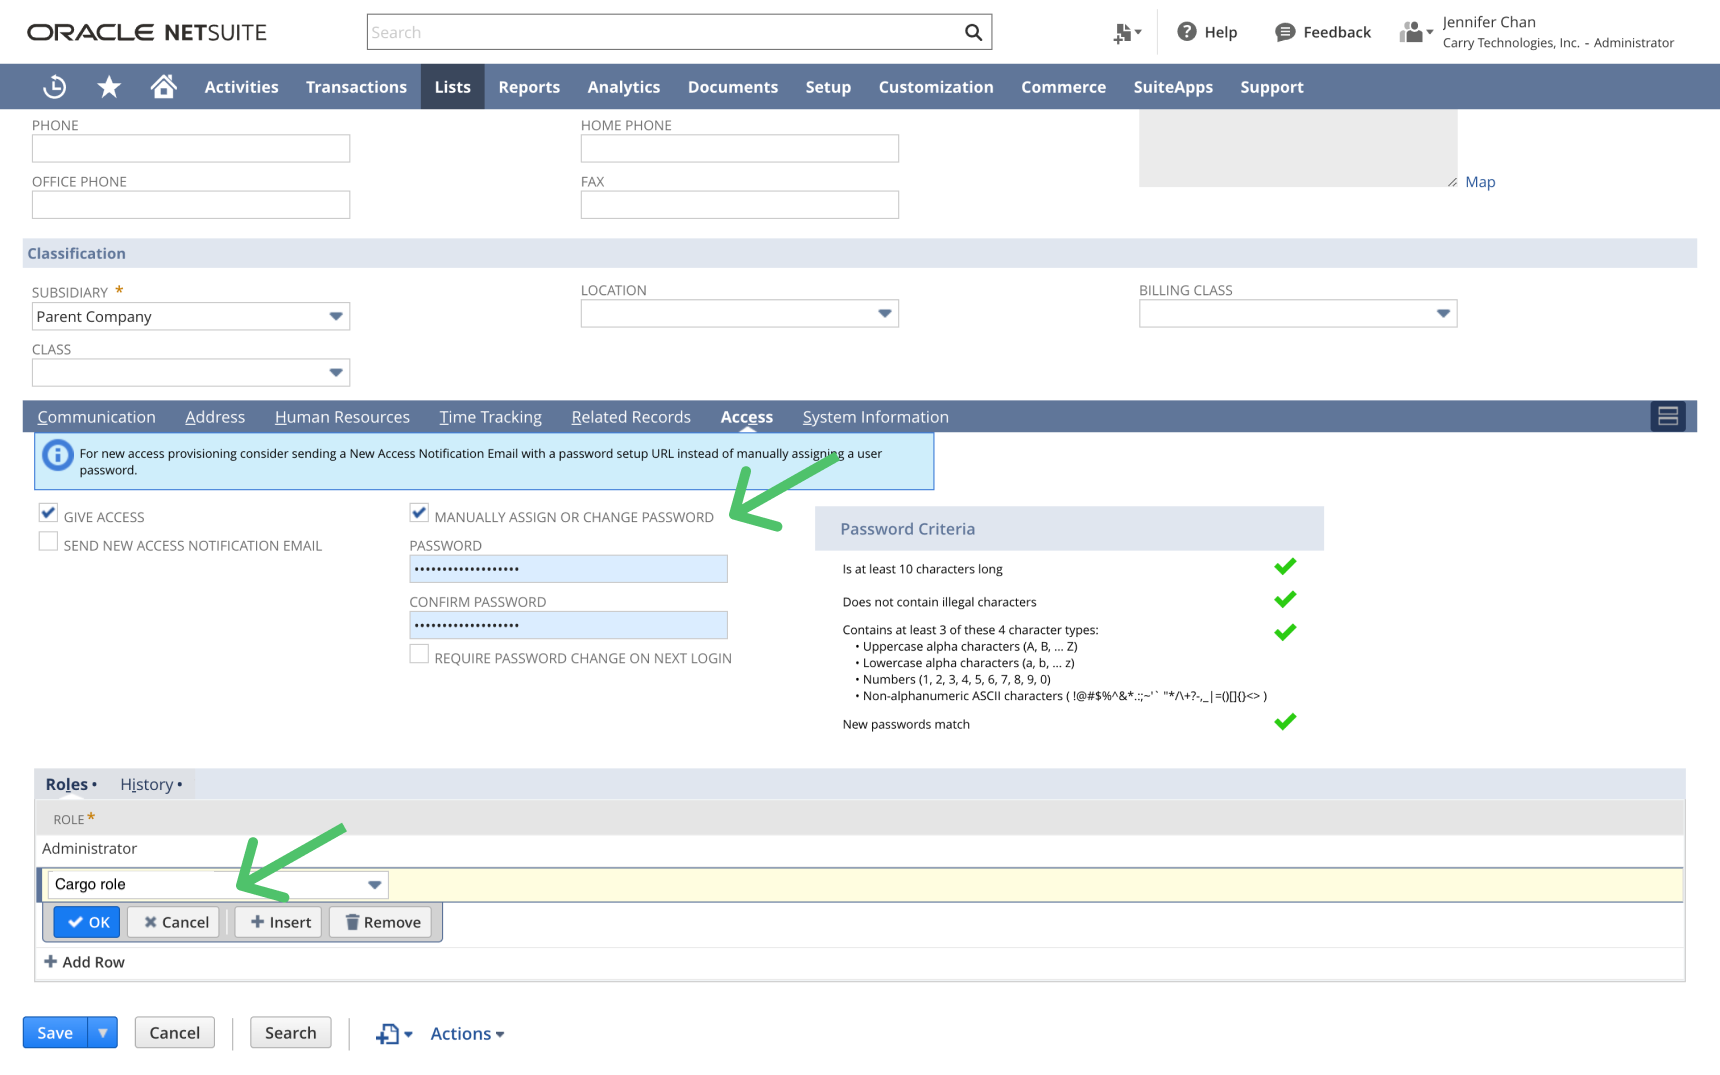 ORACLE NETSUITE
Search
Help
Feedback
Jennifer Chan
Carry Technologies, Inc. - Administrator
Activities Transactions Lists Reports Analytics Documents Setup Customization Commerce SuiteApps Support
PHONE
HOME PHONE
OFFICE PHONE
FAX
Map
Classification
SUBSIDIARY *
Parent Company
LOCATION
BILLING CLASS
CLASS
Communication Address Human Resources Time Tracking Related Records Access System Information
For new access provisioning consider sending a New Access Notification Email with a password setup URL instead of manually assigning a user
password.
GIVE ACCESS
SEND NEW ACCESS NOTIFICATION EMAIL
MANUALLY ASSIGN OR CHANGE PASSWORD
PASSWORD
•••••••••••••••••••
CONFIRM PASSWORD
•••••••••••••••••••
REQUIRE PASSWORD CHANGE ON NEXT LOGIN
Password Criteria
Is at least 10 characters long
Does not contain illegal characters
Contains at least 3 of these 4 character types:
• Uppercase alpha characters (A, B, ... Z)
• Lowercase alpha characters (a, b, ... z)
• Numbers (1, 2, 3, 4, 5, 6, 7, 8, 9, 0)
• Non-alphanumeric ASCII characters ( !@#$%^&*.:;~'` "*/\+?-,_|=()[]{}<> )
New passwords match
Roles • History •
ROLE *
Administrator
Cargo role
OK Cancel Insert Remove
Add Row
Save Cancel Search Actions